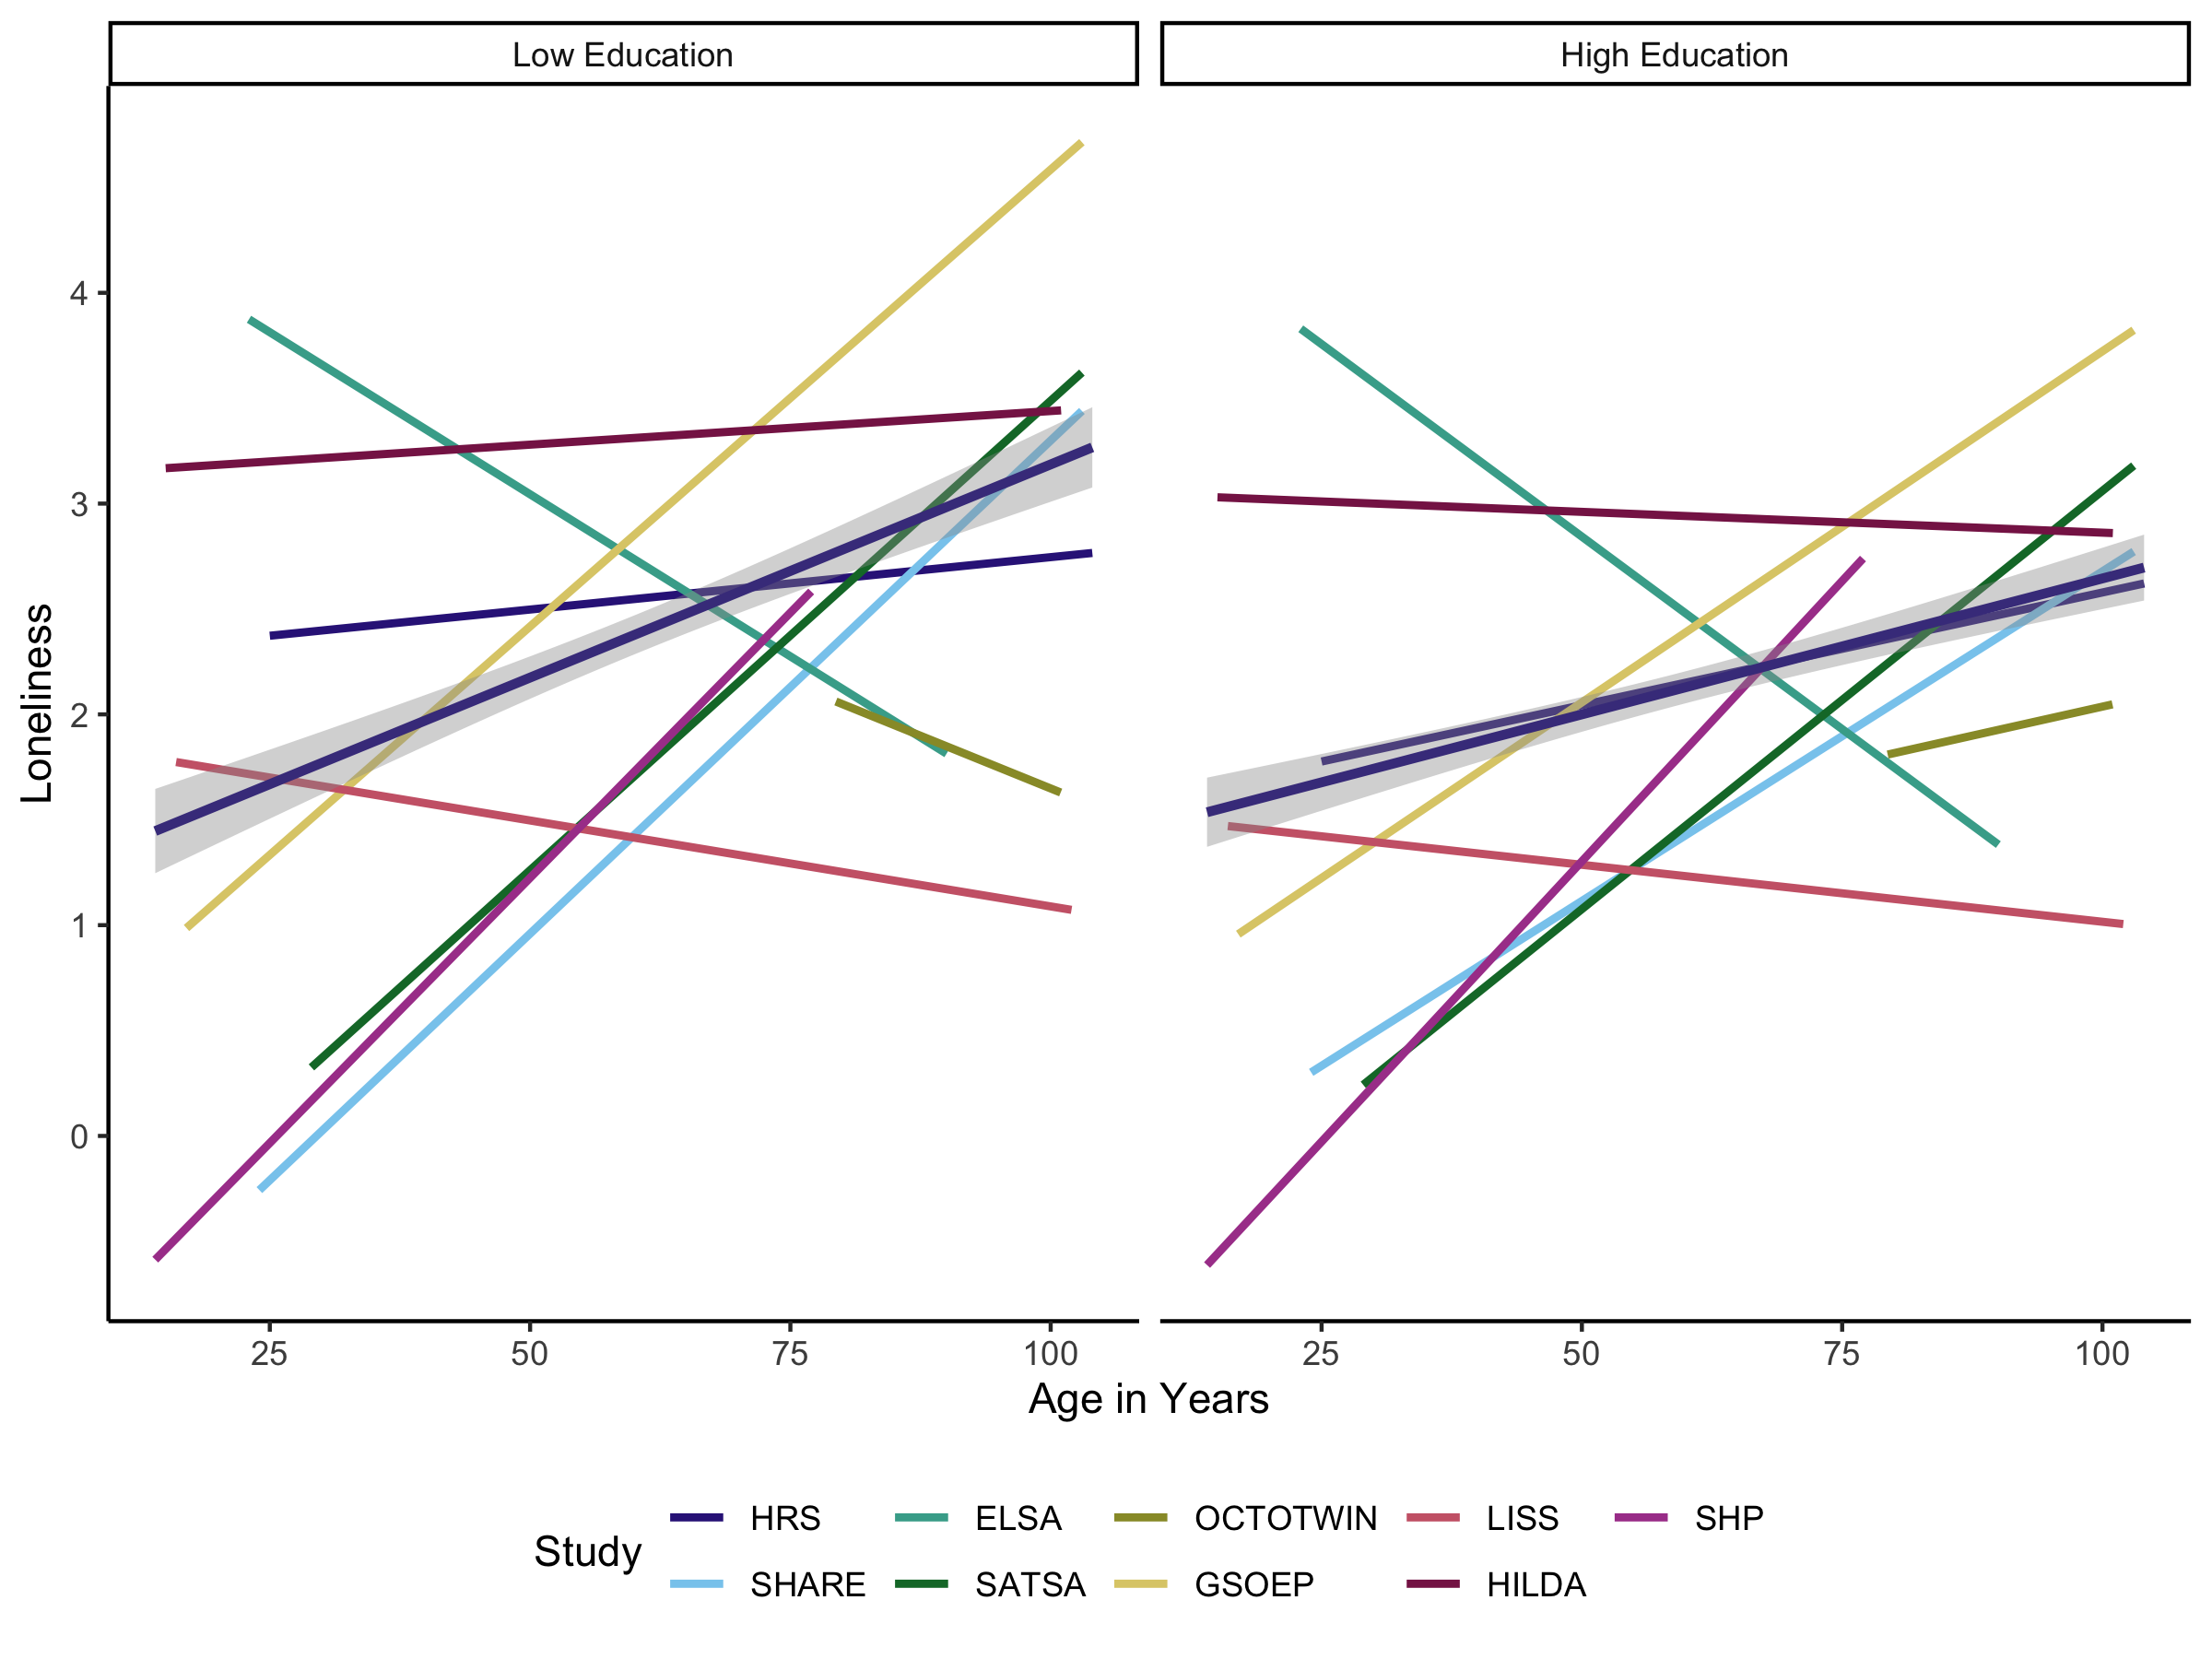 Low Education High Education
Loneliness
4
3
2
1
0
25 50 75 100 25 50 75 100
Age in Years
Study
HRS ELSA OCTOTWIN LISS SHP
SHARE SATSA GSOEP HILDA